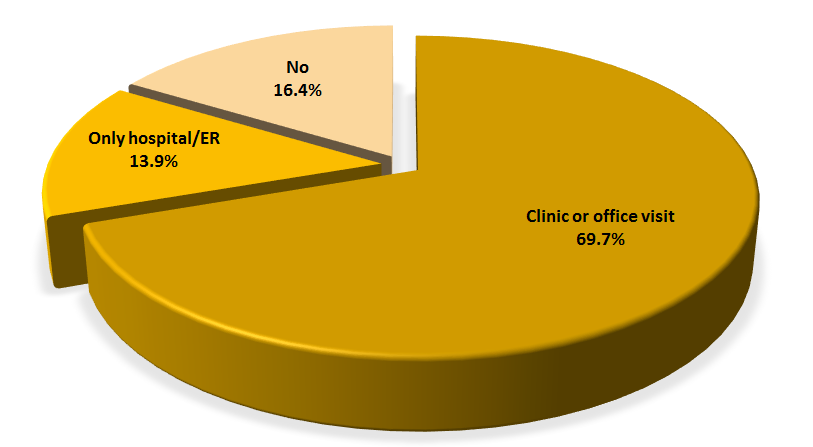 No
16.4%
Only hospital/ER
13.9%
Clinic or office visit
69.7%